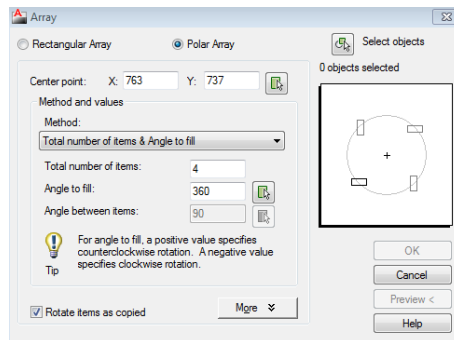 Array
Rectangular Array
Polar Array
Select objects
0 objects selected
Center point: X: 763 Y: 737
Method and values
Method:
Total number of items & Angle to fill
Total number of items: 4
Angle to fill: 360
Angle between items: 90
For angle to fill, a positive value specifies
counterclockwise rotation. A negative value
specifies clockwise rotation.
Tip
Rotate items as copied
More
OK
Cancel
Preview <
Help